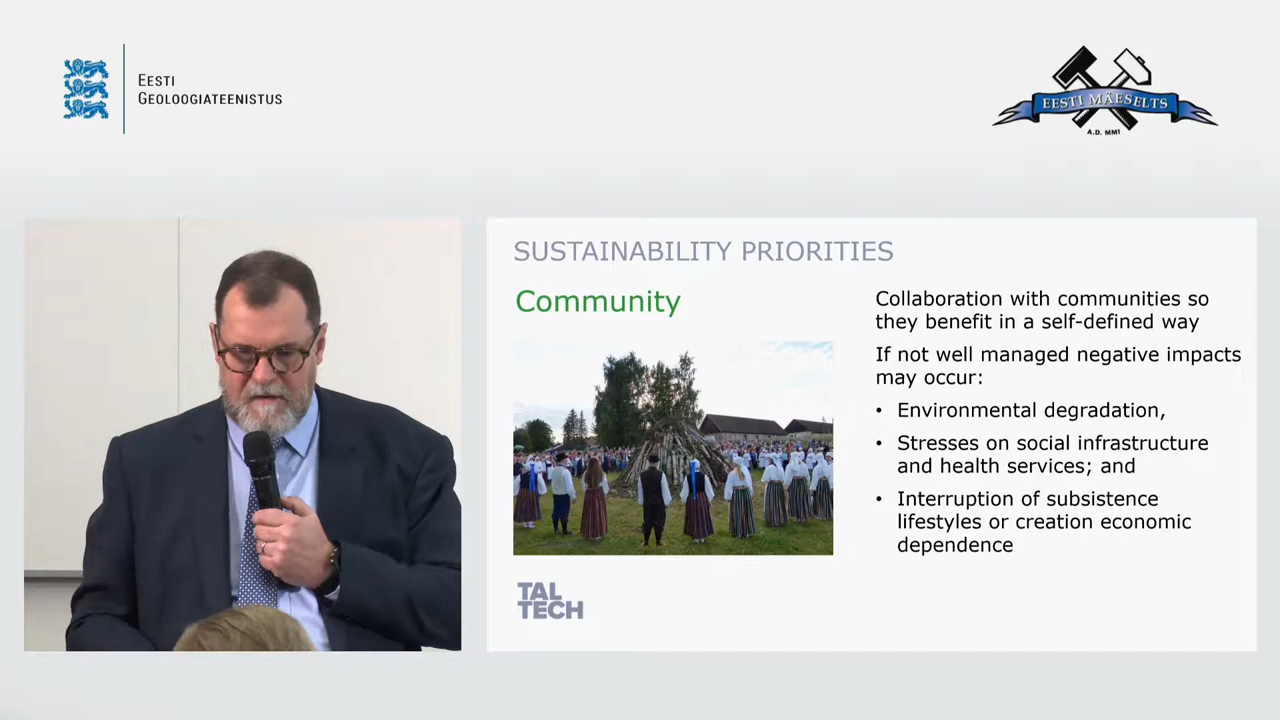 EESTI
GEOLOOGIATEENISTUS
EESTI MÄESELTS
A.D. MMI
SUSTAINABILITY PRIORITIES
Community
Collaboration with communities so
they benefit in a self-defined way
If not well managed negative impacts
may occur:
• Environmental degradation,
• Stresses on social infrastructure
and health services; and
• Interruption of subsistence
lifestyles or creation economic
dependence
TAL
TECH